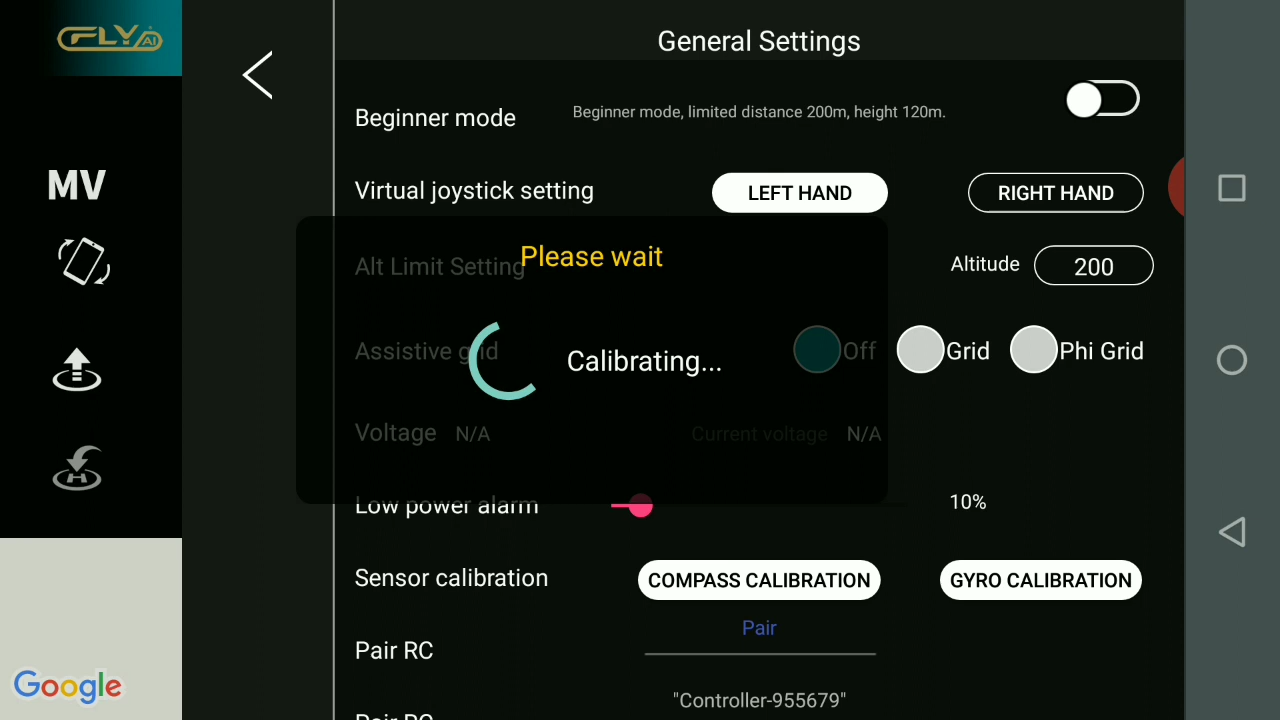 CFLY AI
General Settings
Beginner mode
Beginner mode, limited distance 200m, height 120m.
MV
Virtual joystick setting
LEFT HAND
RIGHT HAND
Please wait
Alt Limit Setting
Altitude
200
Assistive grid
Calibrating...
Off
Grid
Phi Grid
Voltage N/A
Current voltage N/A
Low power alarm
10%
Sensor calibration
COMPASS CALIBRATION
GYRO CALIBRATION
Pair
Pair RC
Google
"Controller-955679"